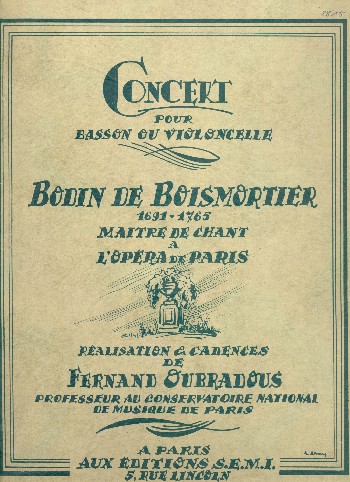 CONCERT
POUR
BASSON OU VIOLONCELLE
BODIN DE BOISMORTIER
1691-1765
MAITRE DE CHANT
A
L'OPÉRA DE PARIS
RÉALISATION & CADENCES
DE
FERNAND OUBRADOUS
PROFESSEUR AU CONSERVATOIRE NATIONAL
DE MUSIQUE DE PARIS
A PARIS
AUX ÉDITIONS S.E.M.I.
5, RUE LINCOLN